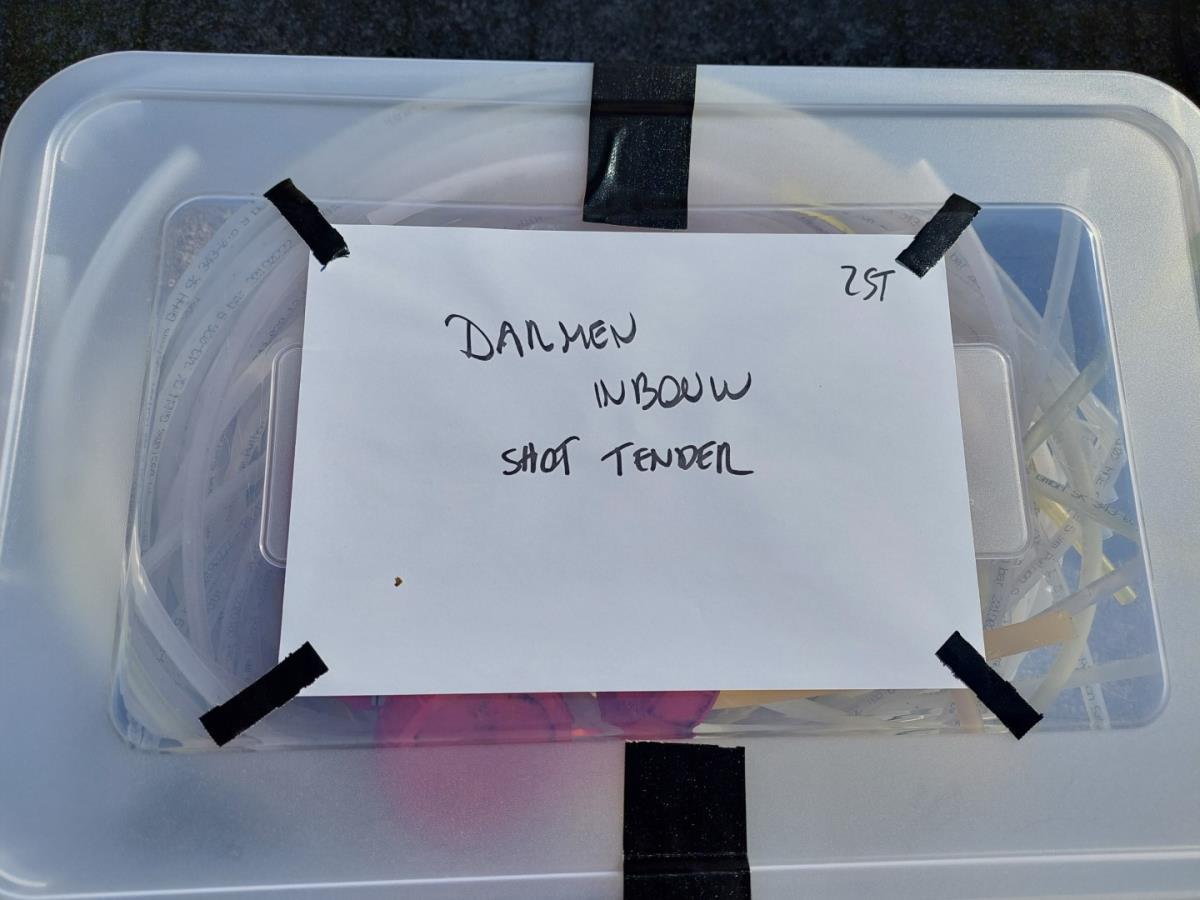 2ST
DARMEN
INBOUW
SHOT TENDER